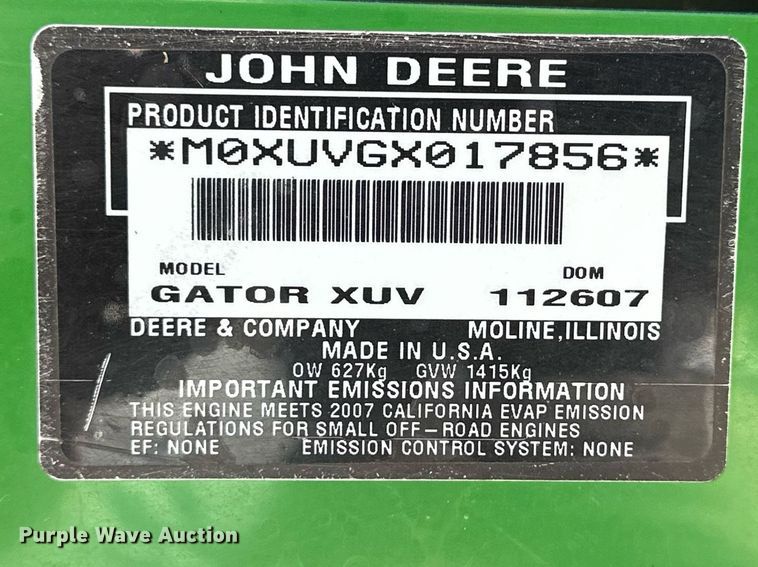 JOHN DEERE
PRODUCT IDENTIFICATION NUMBER
*M0XUVGX017856*
MODEL DOM
GATOR XUV 112607
DEERE & COMPANY MOLINE, ILLINOIS
MADE IN U.S.A.
OW 627Kg GVW 1415Kg
IMPORTANT EMISSIONS INFORMATION
THIS ENGINE MEETS 2007 CALIFORNIA EVAP EMISSION
REGULATIONS FOR SMALL OFF-ROAD ENGINES
EF: NONE EMISSION CONTROL SYSTEM: NONE
Purple Wave Auction